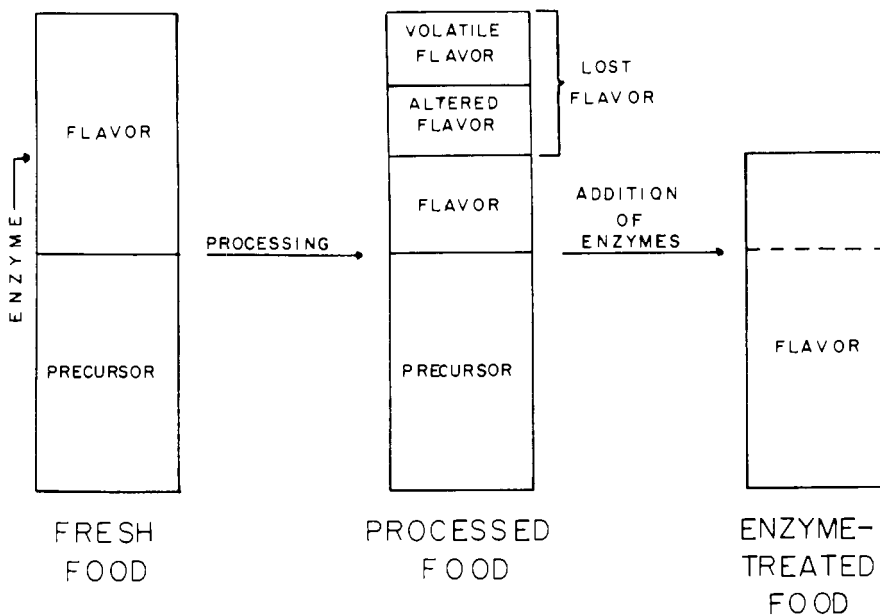 ENZYME
FLAVOR
PRECURSOR
FRESH
FOOD
PROCESSING
VOLATILE
FLAVOR
ALTERED
FLAVOR
FLAVOR
PRECURSOR
PROCESSED
FOOD
LOST
FLAVOR
ADDITION
OF
ENZYMES
FLAVOR
ENZYME-
TREATED
FOOD